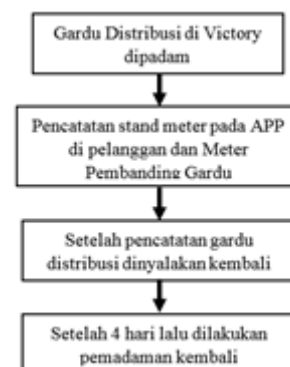 Gardu Distribusi di Victory
dipadam
Pencatatan stand meter pada APP
di pelanggan dan Meter
Pembanding Gardu
Setelah pencatatan gardu
distribusi dinyalakan kembali
Setelah 4 hari lalu dilakukan
pemadaman kembali